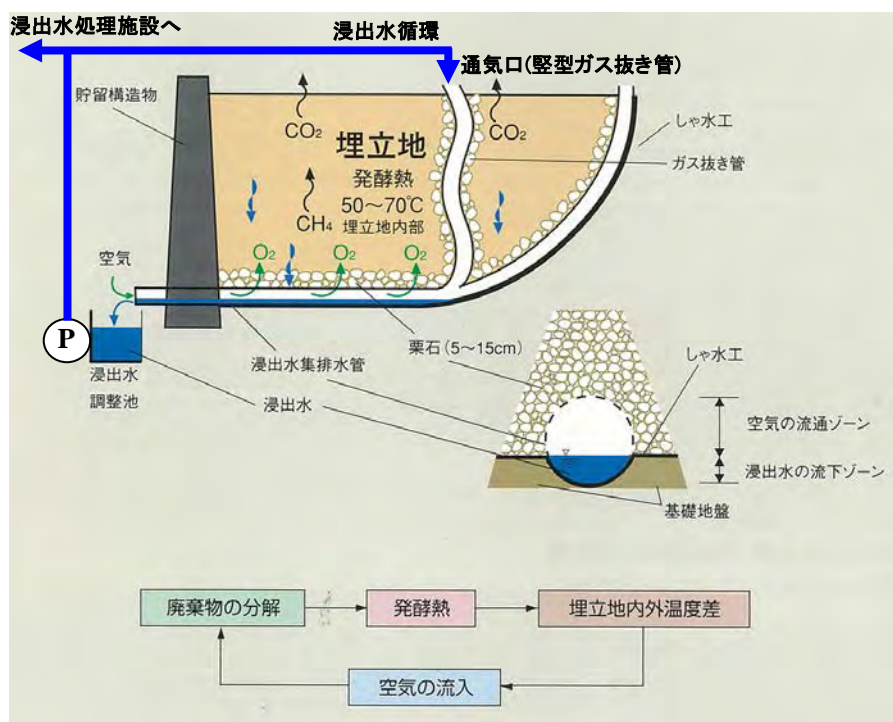 浸出水処理施設へ
浸出水循環
通気口(竪型ガス抜き管)
貯留構造物
CO2
CO2
しゃ水工
埋立地
ガス抜き管
発酵熱
50〜70℃
CH4
埋立地内部
O2
O2
O2
空気
P
栗石(5〜15cm)
しゃ水工
浸出水集排水管
浸出水
調整池
浸出水
空気の流通ゾーン
浸出水の流下ゾーン
基礎地盤
廃棄物の分解
発酵熱
埋立地内外温度差
空気の流入